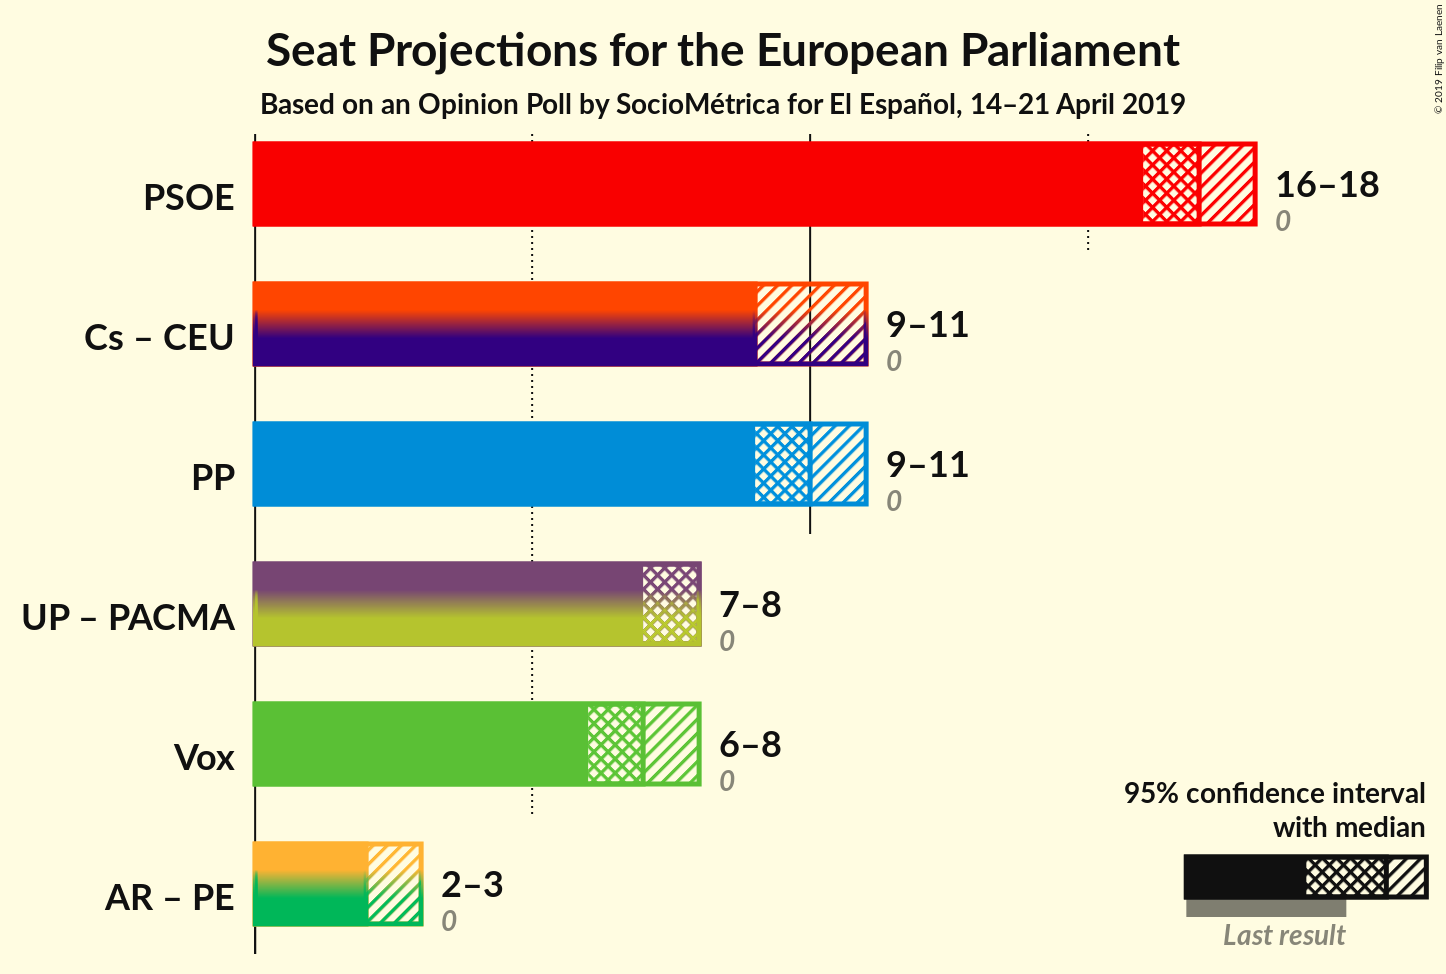 Seat Projections for the European Parliament
Based on an Opinion Poll by SocioMétrica for El Español, 14–21 April 2019
© 2019 Filip van Laenen
PSOE
16–18
0
Cs – CEU
9–11
0
PP
9–11
0
UP – PACMA
7–8
0
Vox
6–8
0
AR – PE
2–3
0
95% confidence interval
with median
Last result